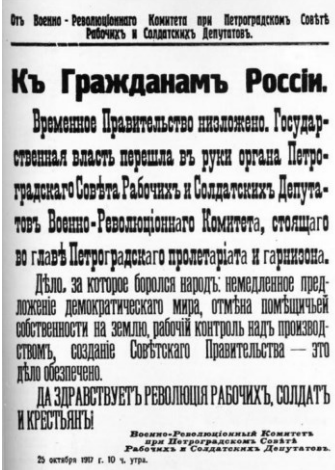 Отъ Военно-Революціоннаго Комитета при Петроградскомъ Совѣтѣ
Рабочихъ и Солдатскихъ Депутатовъ.
Къ Гражданамъ Россіи.
Временное Правительство низложено. Государ-
ственная власть перешла въ руки органа Петро-
градскаго Совѣта Рабочихъ и Солдатскихъ Депута-
товъ Военно-Революціоннаго Комитета, стоящаго
во главѣ Петроградскаго пролетаріата и гарнизона.
Дѣло, за которое боролся народъ: немедленное пред-
ложеніе демократическаго мира, отмѣна помѣщичьей
собственности на землю, рабочій контроль надъ производ-
ствомъ, созданіе Совѣтскаго Правительства — это
дѣло обезпечено.
ДА ЗДРАВСТВУЕТЪ РЕВОЛЮЦІЯ РАБОЧИХЪ, СОЛДАТЪ
И КРЕСТЬЯНЪ!
Военно-Революціонный Комитетъ
при Петроградскомъ Совѣтѣ
Рабочихъ и Солдатскихъ Депутатовъ.
25 октября 1917 г. 10 ч. утра.